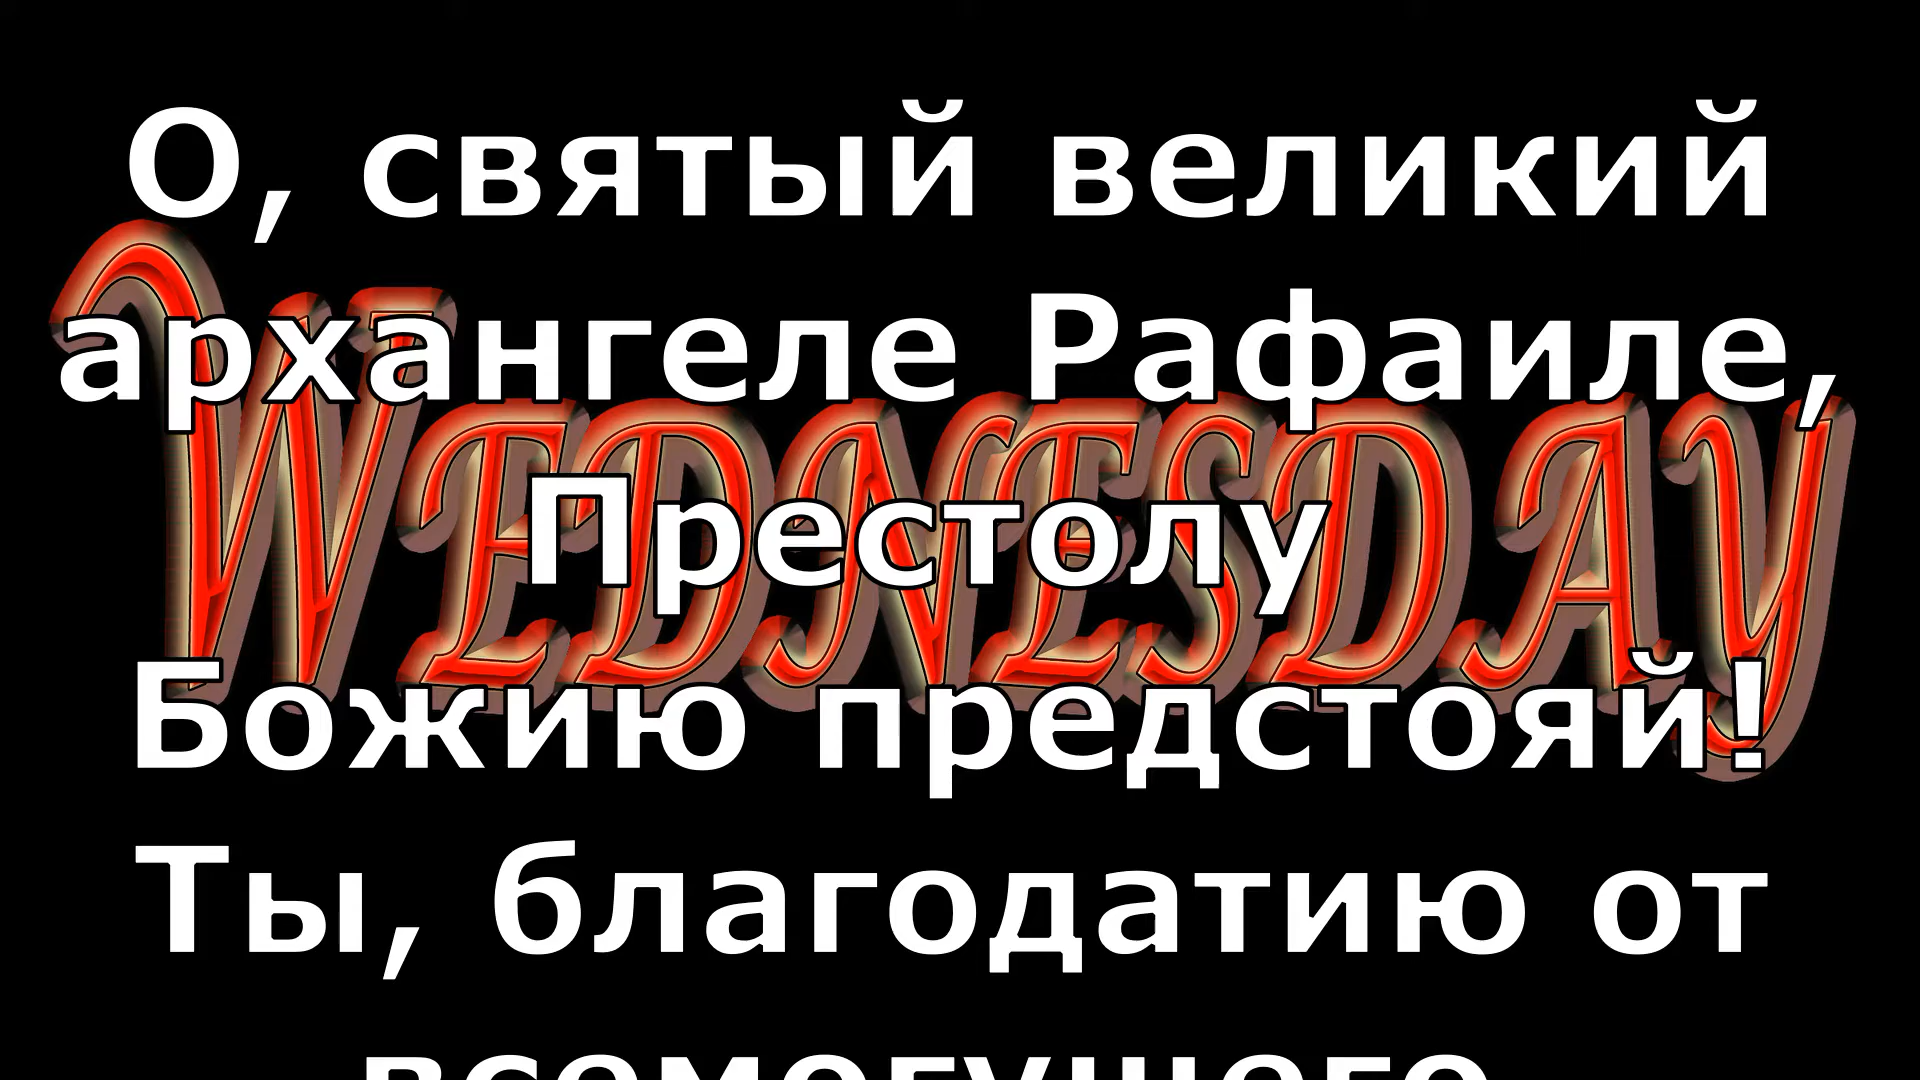 О, святый великий
архангеле Рафаиле,
WEDNESDAY
Престолу
Божию предстояй!
Ты, благодатию от